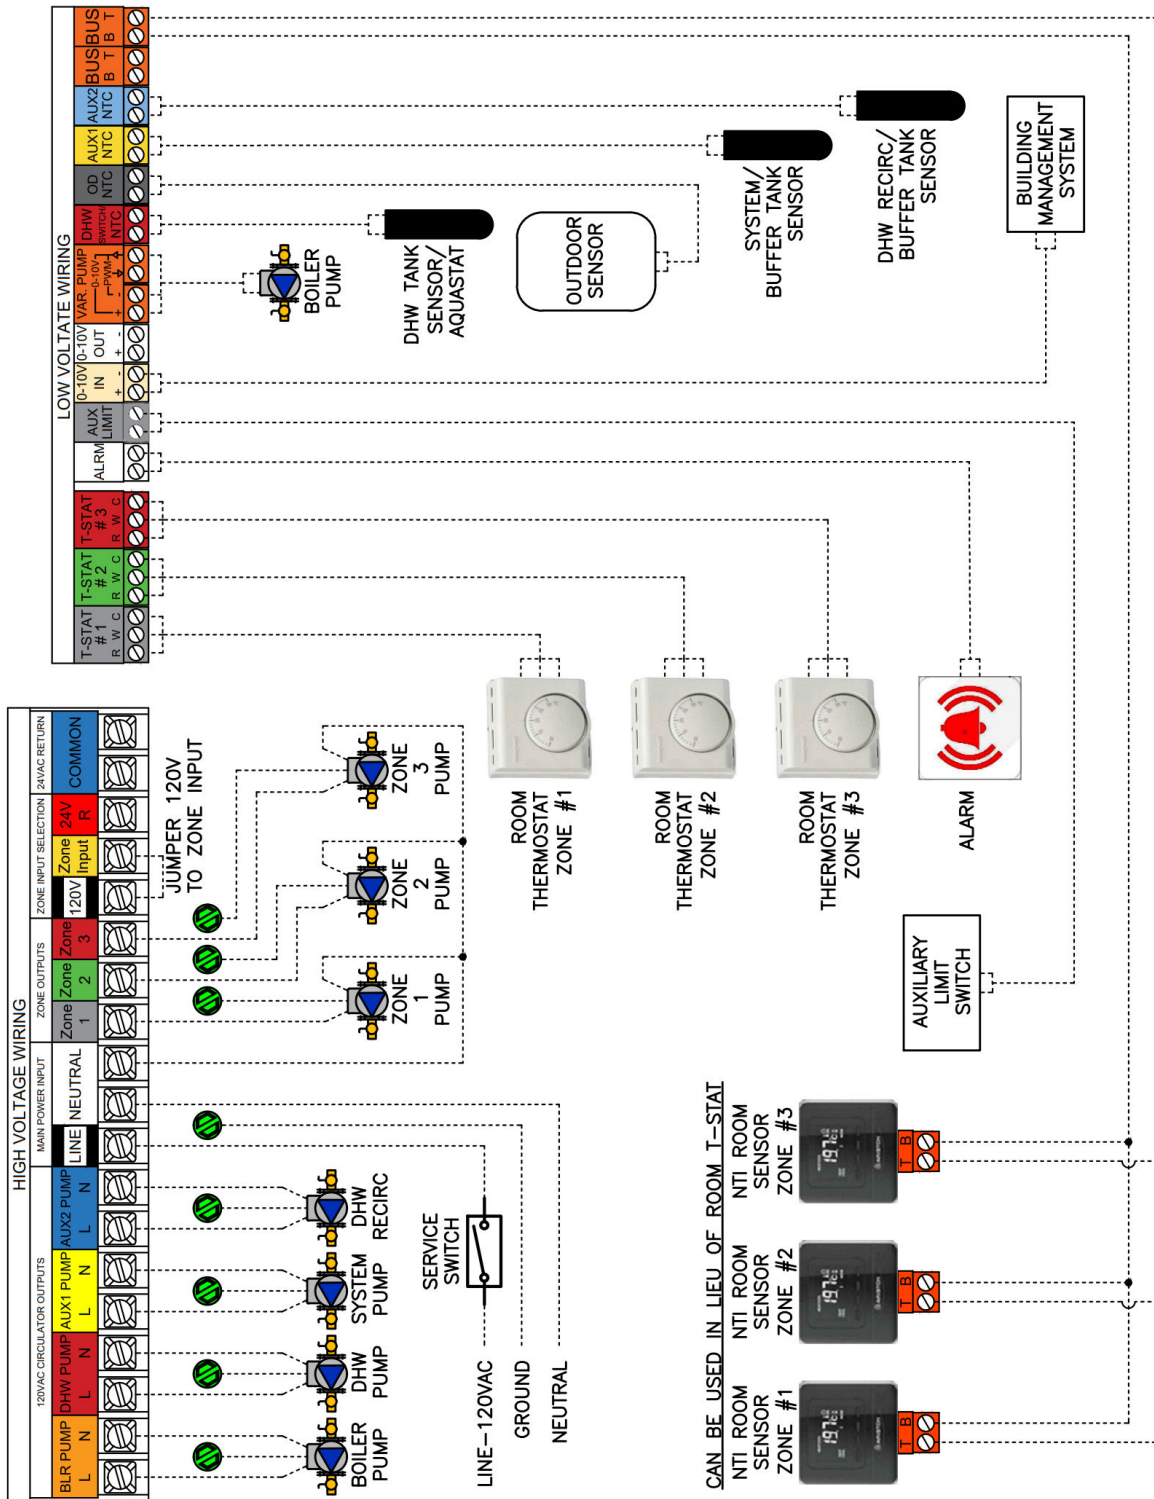 HIGH VOLTAGE WIRING
120VAC CIRCULATOR OUTPUTS
MAIN POWER INPUT
ZONE OUTPUTS
ZONE INPUT SELECTION
24VAC RETURN
BLR PUMP
L N
DHW PUMP
L N
AUX1 PUMP
L N
AUX2 PUMP
L N
LINE
NEUTRAL
Zone
1
Zone
2
Zone
3
120V
Zone
Input
24V
R
COMMON
JUMPER 120V
TO ZONE INPUT
BOILER
PUMP
DHW
PUMP
SYSTEM
PUMP
DHW
RECIRC
ZONE
1
PUMP
ZONE
2
PUMP
ZONE
3
PUMP
SERVICE
SWITCH
LINE-120VAC
GROUND
NEUTRAL
LOW VOLTATE WIRING
T-STAT
#1
R W C
T-STAT
#2
R W C
T-STAT
#3
R W C
ALRM
AUX
LIMIT
0-10V
IN
+ -
0-10V
OUT
+ -
VAR. PUMP
0-10V
PWM
+ -
DHW
SWITCH/
NTC
OD
NTC
AUX1
NTC
AUX2
NTC
BUS
B T
BUS
B T
BOILER
PUMP
DHW TANK
SENSOR/
AQUASTAT
OUTDOOR
SENSOR
SYSTEM/
BUFFER TANK
SENSOR
DHW RECIRC/
BUFFER TANK
SENSOR
BUILDING
MANAGEMENT
SYSTEM
ROOM
THERMOSTAT
ZONE #1
ROOM
THERMOSTAT
ZONE #2
ROOM
THERMOSTAT
ZONE #3
ALARM
AUXILIARY
LIMIT
SWITCH
CAN BE USED IN LIEU OF ROOM T-STAT
NTI ROOM
SENSOR
ZONE #1
NTI ROOM
SENSOR
ZONE #2
NTI ROOM
SENSOR
ZONE #3
ARISTON
ARISTON
ARISTON
T B
T B
T B